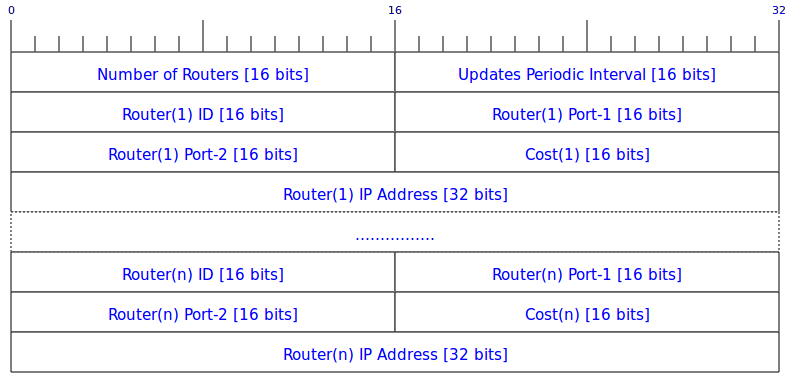 0 16 32
Number of Routers [16 bits] Updates Periodic Interval [16 bits]
Router(1) ID [16 bits] Router(1) Port-1 [16 bits]
Router(1) Port-2 [16 bits] Cost(1) [16 bits]
Router(1) IP Address [32 bits]
................
Router(n) ID [16 bits] Router(n) Port-1 [16 bits]
Router(n) Port-2 [16 bits] Cost(n) [16 bits]
Router(n) IP Address [32 bits]